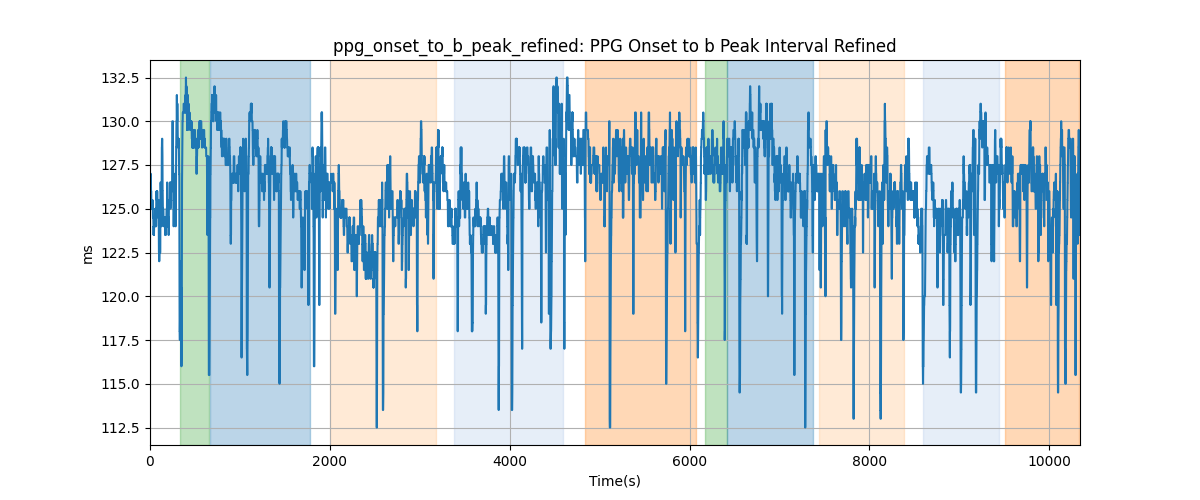 ppg_onset_to_b_peak_refined: PPG Onset to b Peak Interval Refined
132.5
130.0
127.5
125.0
122.5
120.0
117.5
115.0
112.5
ms
0 2000 4000 6000 8000 10000
Time(s)